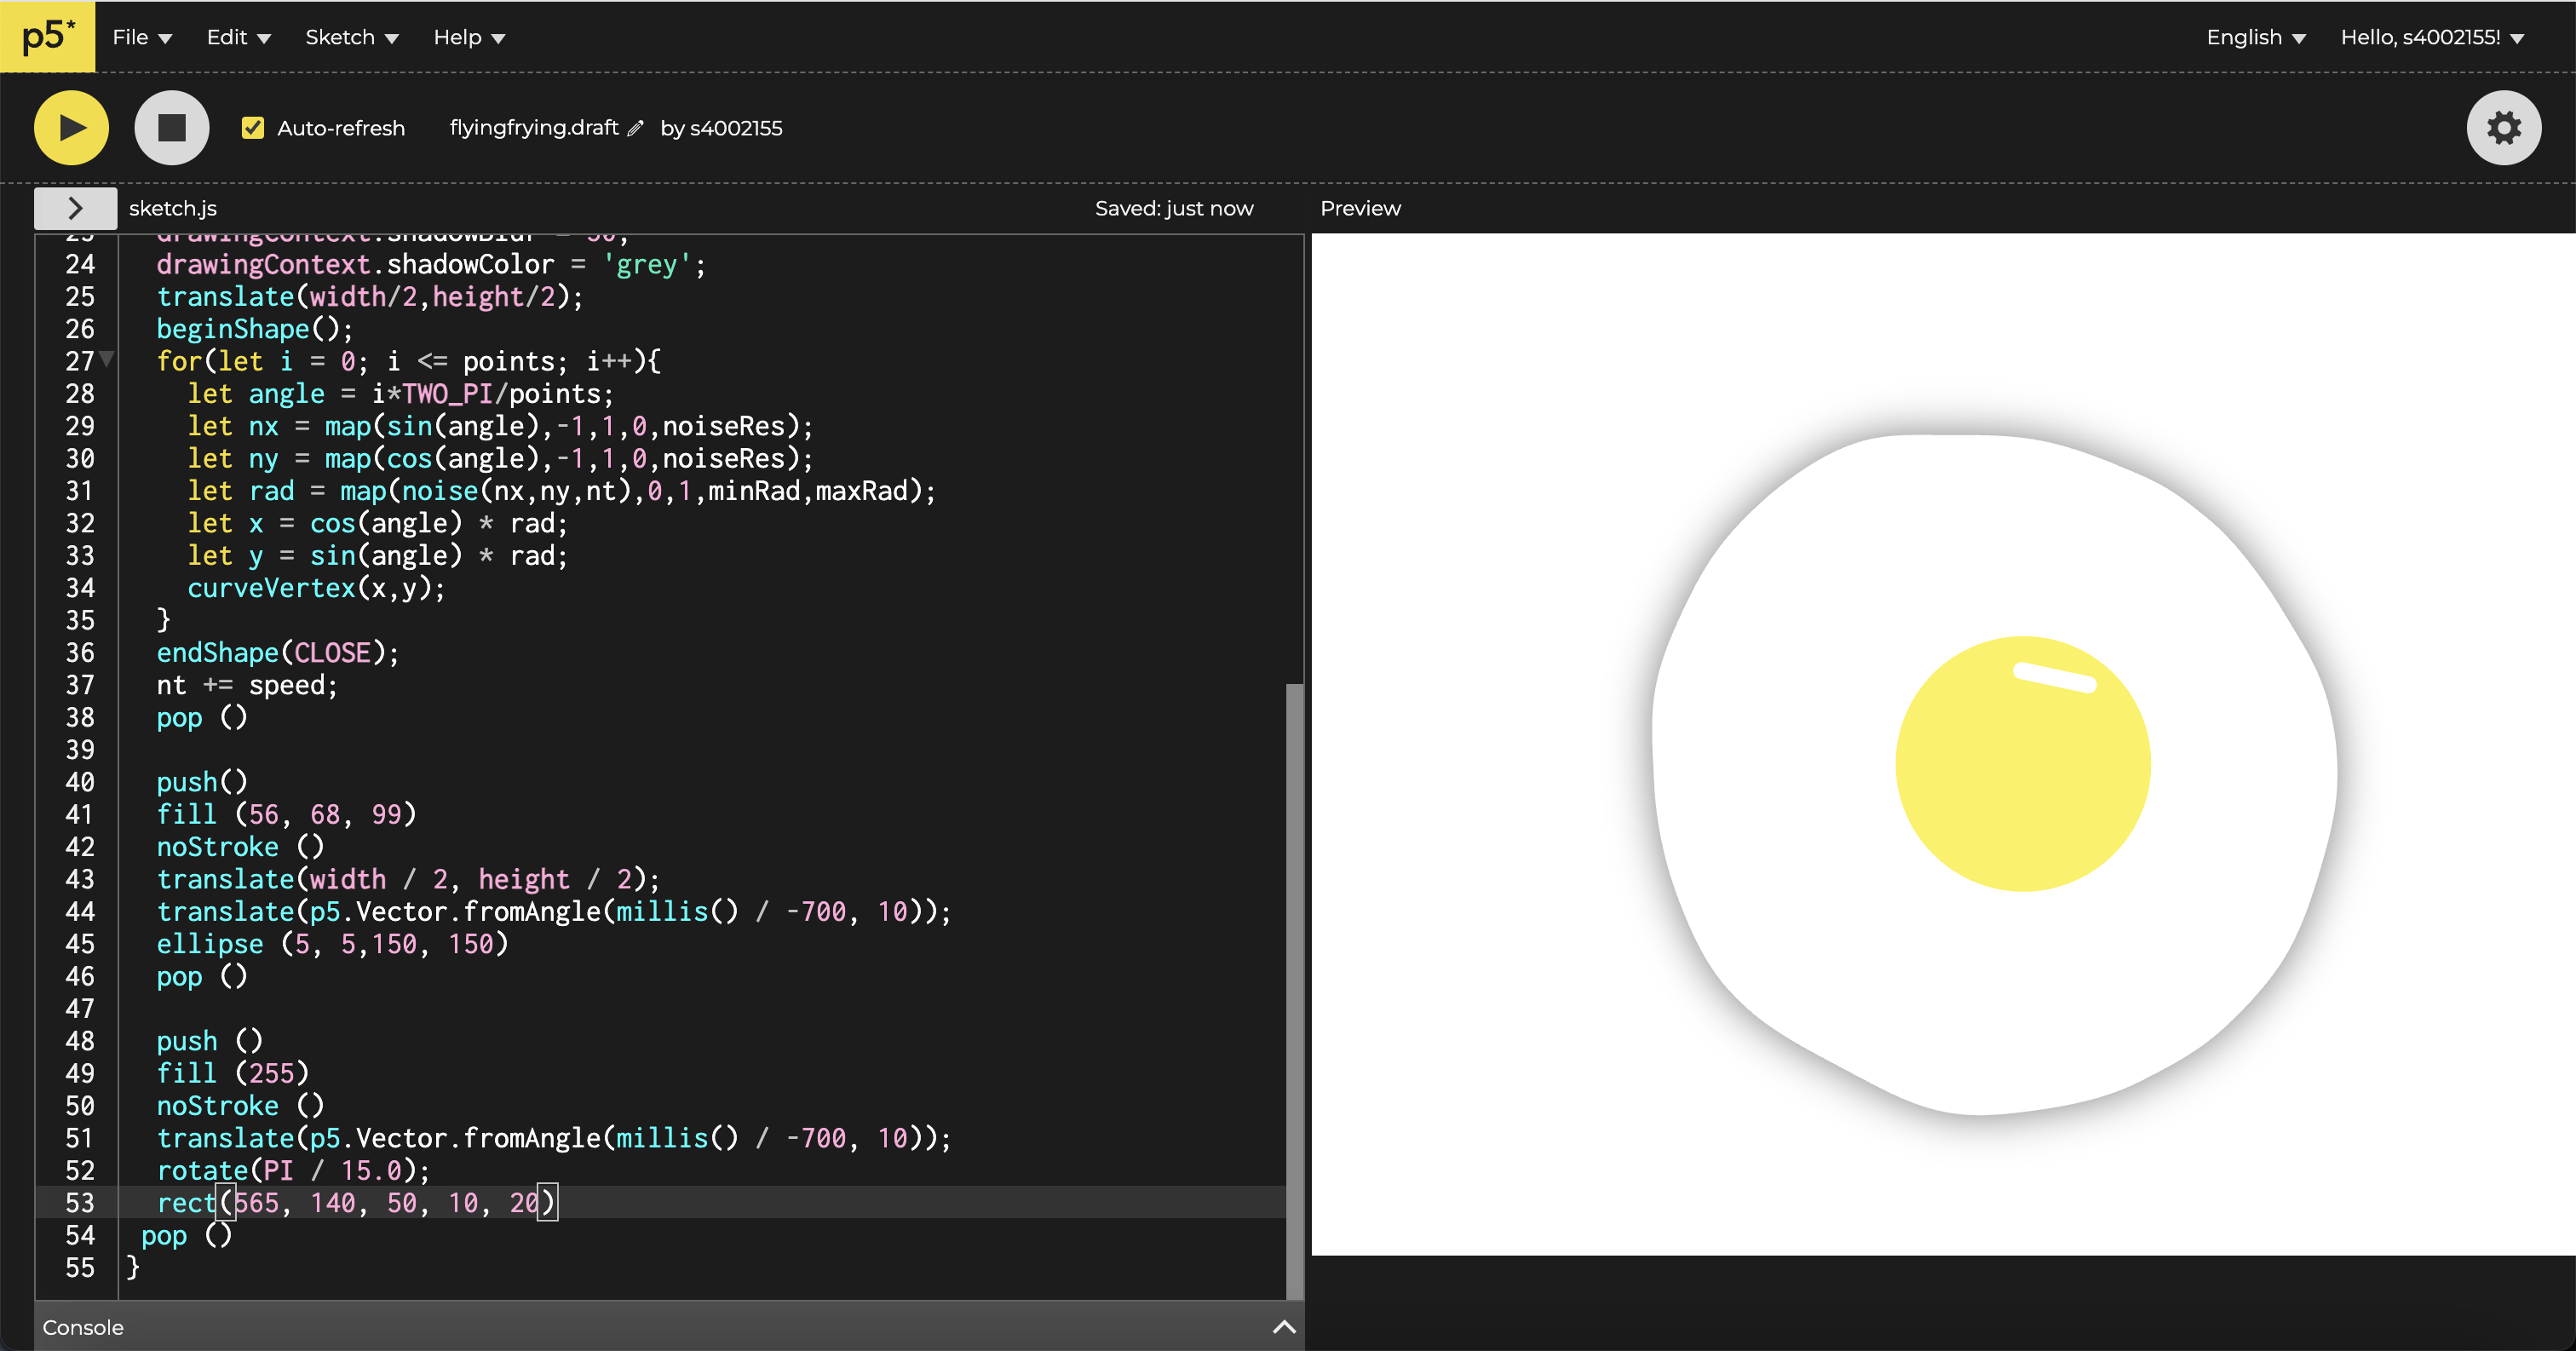 p5*
File Edit Sketch Help English Hello, s4002155!
Auto-refresh flyingfrying.draft by s4002155
sketch.js Saved: just now Preview
23 drawingContext.shadowBlur = 50;
24 drawingContext.shadowColor = 'grey';
25 translate(width/2,height/2);
26 beginShape();
27 for(let i = 0; i <= points; i++){
28 let angle = i*TWO_PI/points;
29 let nx = map(sin(angle),-1,1,0,noiseRes);
30 let ny = map(cos(angle),-1,1,0,noiseRes);
31 let rad = map(noise(nx,ny,nt),0,1,minRad,maxRad);
32 let x = cos(angle) * rad;
33 let y = sin(angle) * rad;
34 curveVertex(x,y);
35 }
36 endShape(CLOSE);
37 nt += speed;
38 pop ()
39
40 push()
41 fill (56, 68, 99)
42 noStroke ()
43 translate(width / 2, height / 2);
44 translate(p5.Vector.fromAngle(millis() / -700, 10));
45 ellipse (5, 5,150, 150)
46 pop ()
47
48 push ()
49 fill (255)
50 noStroke ()
51 translate(p5.Vector.fromAngle(millis() / -700, 10));
52 rotate(PI / 15.0);
53 rect(565, 140, 50, 10, 20)
54 pop ()
55 }
Console